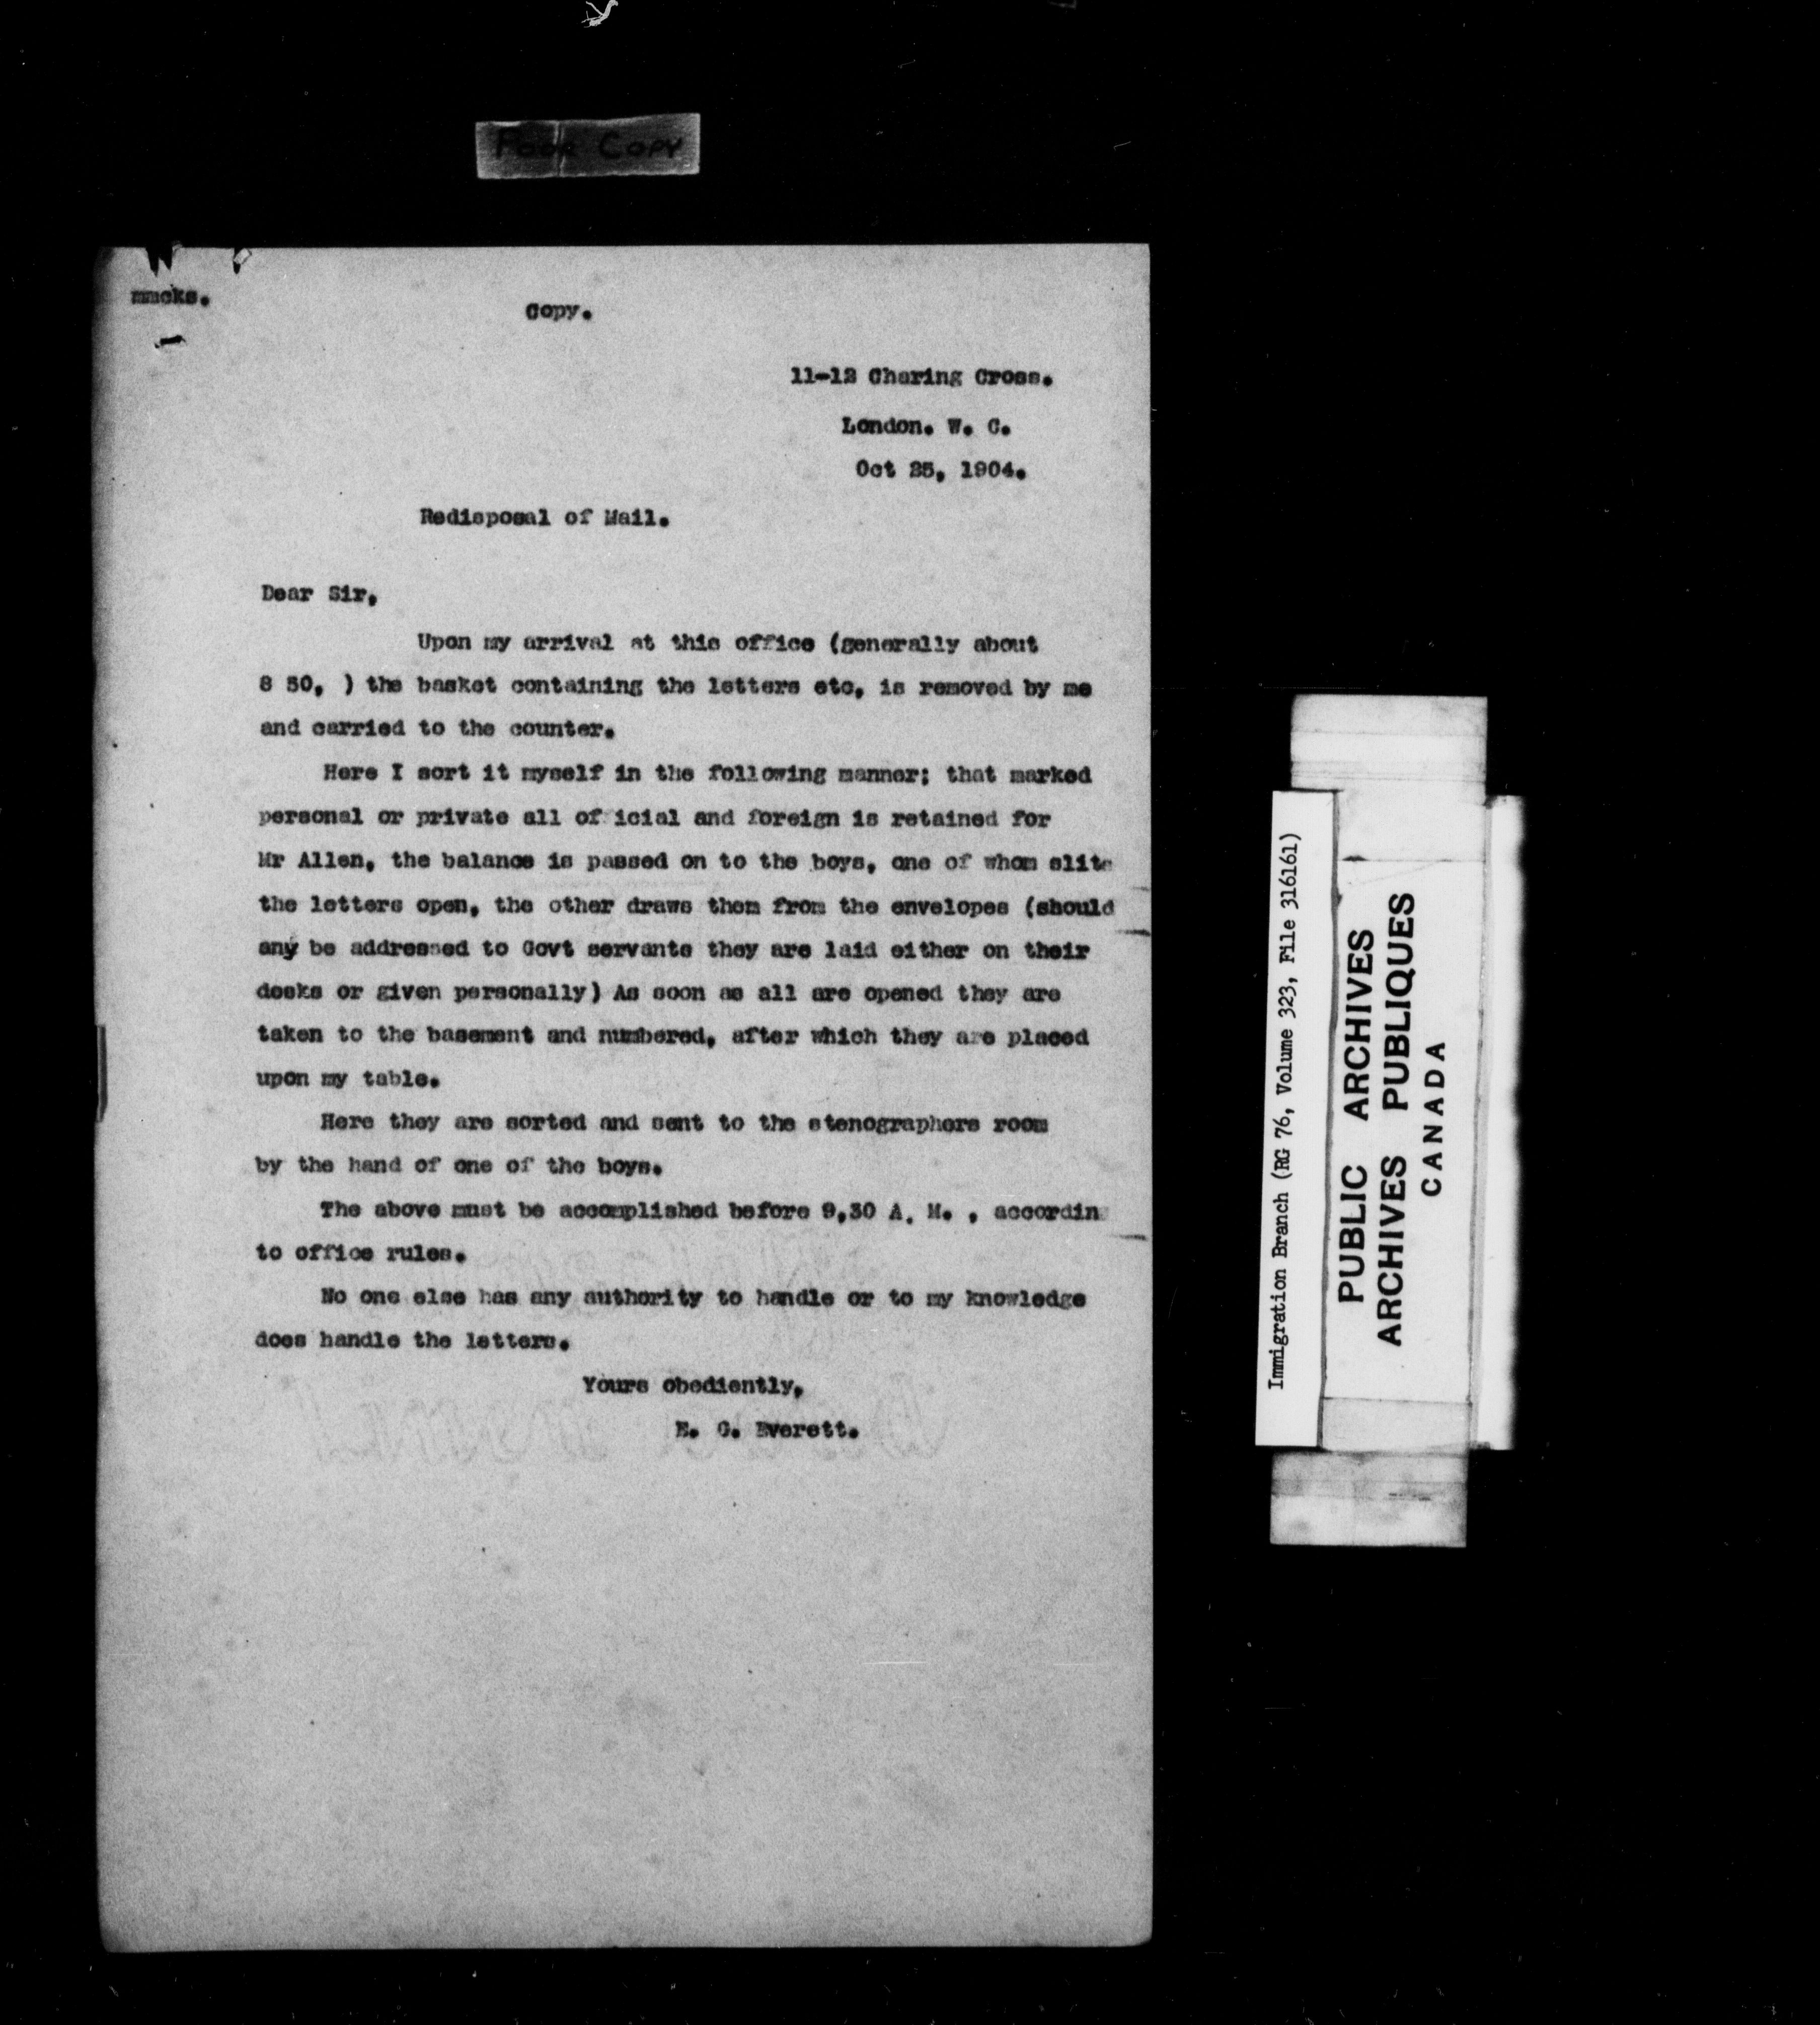 Poor Copy
mmcks.
Copy.
11-12 Charing Cross.
London. W. C.
Oct 25, 1904.
Redisposal of Mail.
Dear Sir,
Upon my arrival at this office (generally about
8 50, ) the basket containing the letters etc, is removed by me
and carried to the counter.
Here I sort it myself in the following manner; that marked
personal or private all of icial and foreign is retained for
Mr Allen, the balance is passed on to the boys, one of whom slits
the letters open, the other draws them from the envelopes (should
any be addressed to Govt servants they are laid either on their
desks or given personally) As soon as all are opened they are
taken to the basement and numbered, after which they are placed
upon my table.
Here they are sorted and sent to the stenographers room
by the hand of one of the boys.
The above must be accomplished before 9,30 A. M. , accordin
to office rules.
No one else has any authority to handle or to my knowledge
does handle the letters.
Yours obediently,
E. G. Everett.
Immigration Branch (RG 76, Volume 323, File 316161)
PUBLIC ARCHIVES
ARCHIVES PUBLIQUES
CANADA